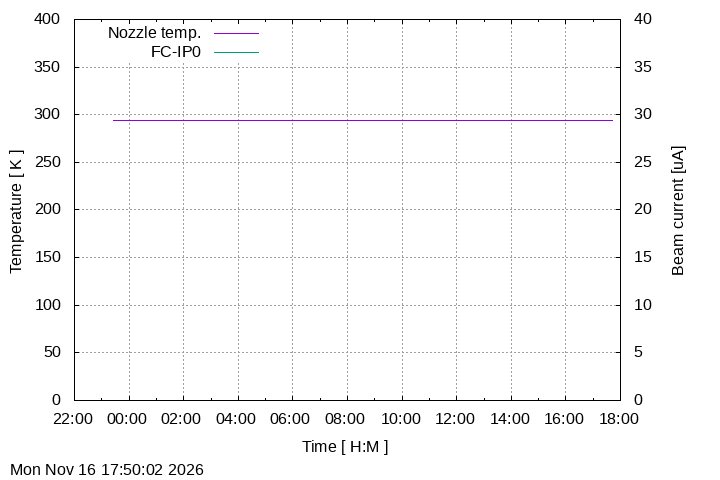 Nozzle temp.
FC-IP0
400
350
300
250
200
150
100
50
0
40
35
30
25
20
15
10
5
0
Temperature [ K ]
Beam current [uA]
22:00 00:00 02:00 04:00 06:00 08:00 10:00 12:00 14:00 16:00 18:00
Time [ H:M ]
Mon Nov 16 17:50:02 2026